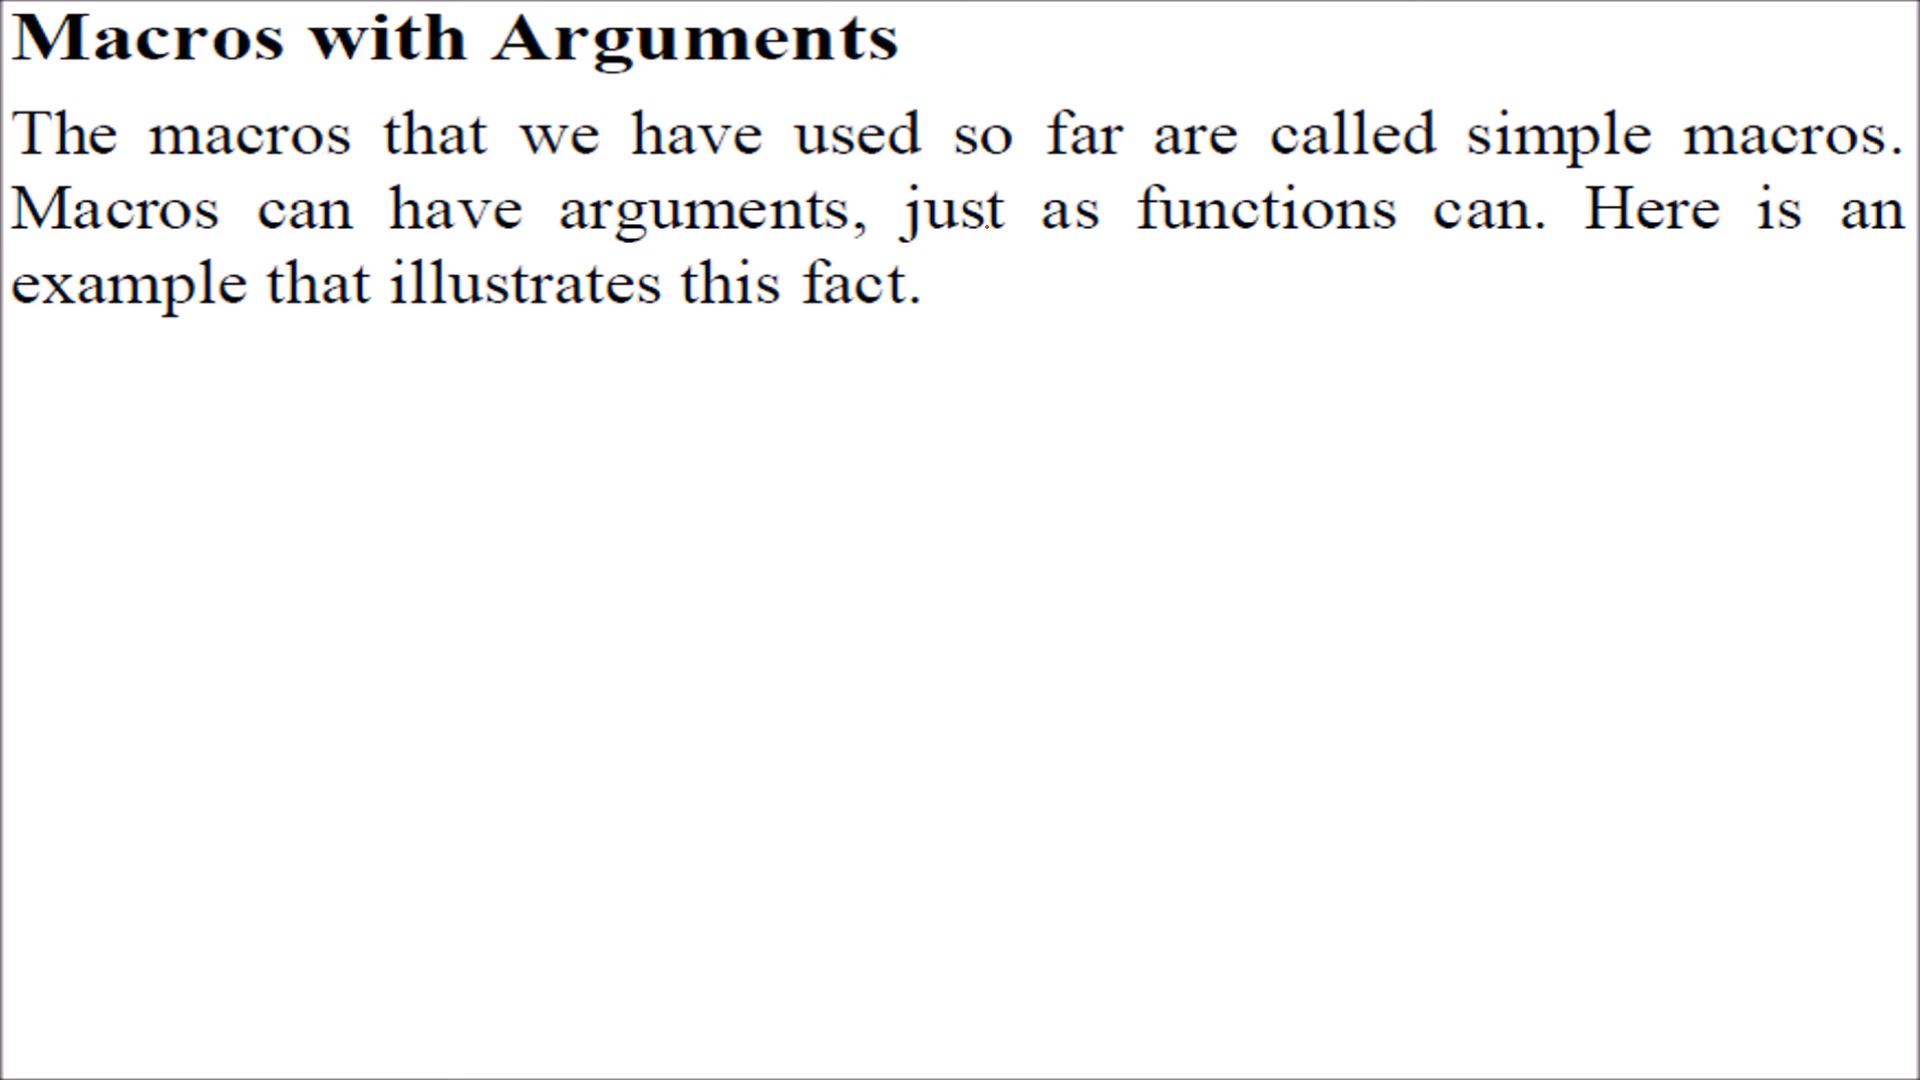 Macros with Arguments
The macros that we have used so far are called simple macros.
Macros can have arguments, just as functions can. Here is an
example that illustrates this fact.